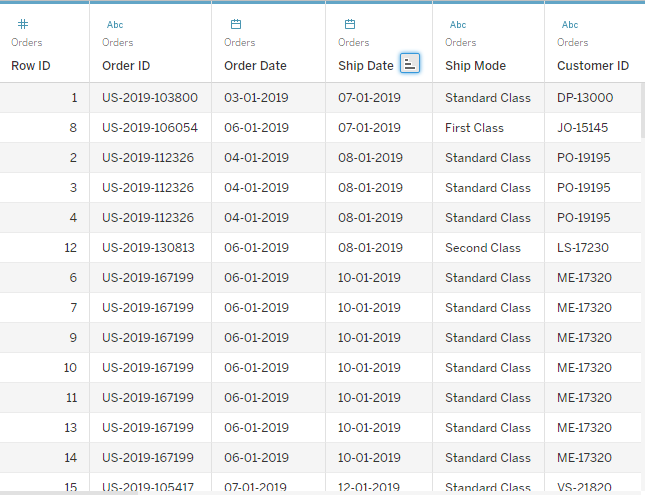 # Abc Abc Abc
Orders Orders Orders Orders Orders Orders
Row ID Order ID Order Date Ship Date Ship Mode Customer ID
1 US-2019-103800 03-01-2019 07-01-2019 Standard Class DP-13000
8 US-2019-106054 06-01-2019 07-01-2019 First Class JO-15145
2 US-2019-112326 04-01-2019 08-01-2019 Standard Class PO-19195
3 US-2019-112326 04-01-2019 08-01-2019 Standard Class PO-19195
4 US-2019-112326 04-01-2019 08-01-2019 Standard Class PO-19195
12 US-2019-130813 06-01-2019 08-01-2019 Second Class LS-17230
6 US-2019-167199 06-01-2019 10-01-2019 Standard Class ME-17320
7 US-2019-167199 06-01-2019 10-01-2019 Standard Class ME-17320
9 US-2019-167199 06-01-2019 10-01-2019 Standard Class ME-17320
10 US-2019-167199 06-01-2019 10-01-2019 Standard Class ME-17320
11 US-2019-167199 06-01-2019 10-01-2019 Standard Class ME-17320
13 US-2019-167199 06-01-2019 10-01-2019 Standard Class ME-17320
14 US-2019-167199 06-01-2019 10-01-2019 Standard Class ME-17320
15 US-2019-105417 07-01-2019 12-01-2019 Standard Class VS-21820